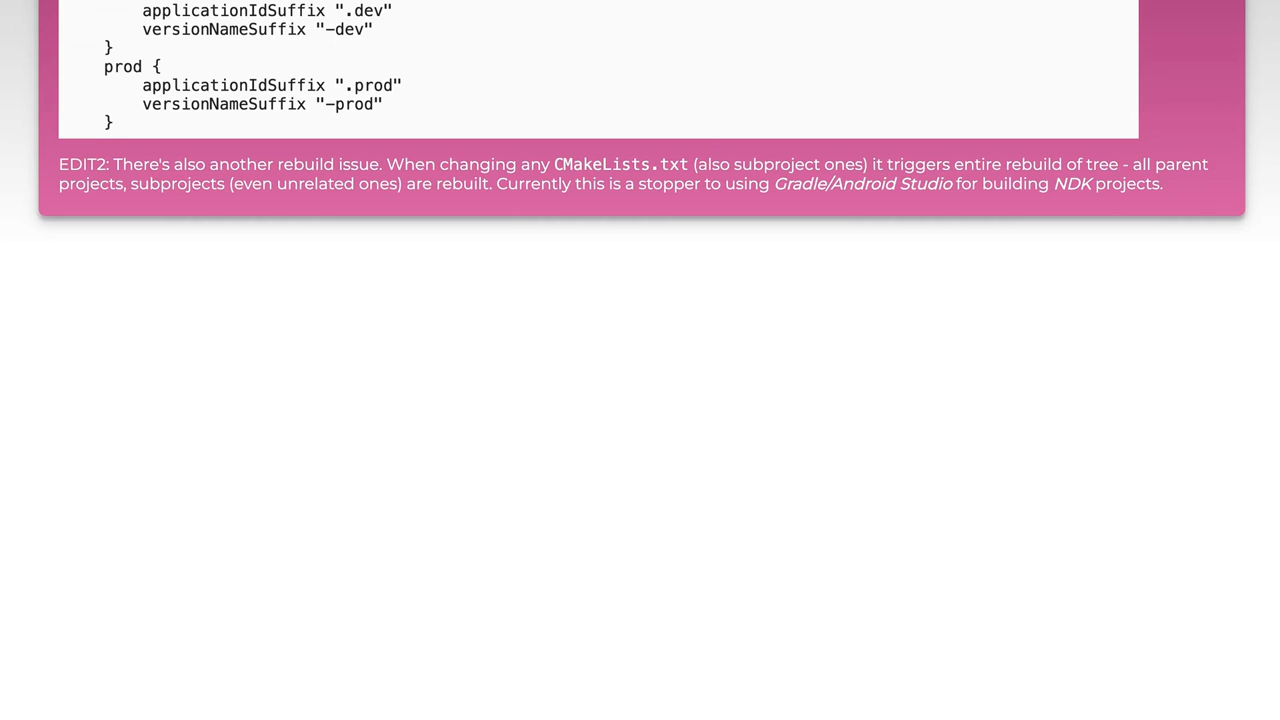 applicationIdSuffix ".dev"
versionNameSuffix "-dev"
}
prod {
applicationIdSuffix ".prod"
versionNameSuffix "-prod"
}
EDIT2: There's also another rebuild issue. When changing any CMakeLists.txt (also subproject ones) it triggers entire rebuild of tree - all parent
projects, subprojects (even unrelated ones) are rebuilt. Currently this is a stopper to using Gradle/Android Studio for building NDK projects.